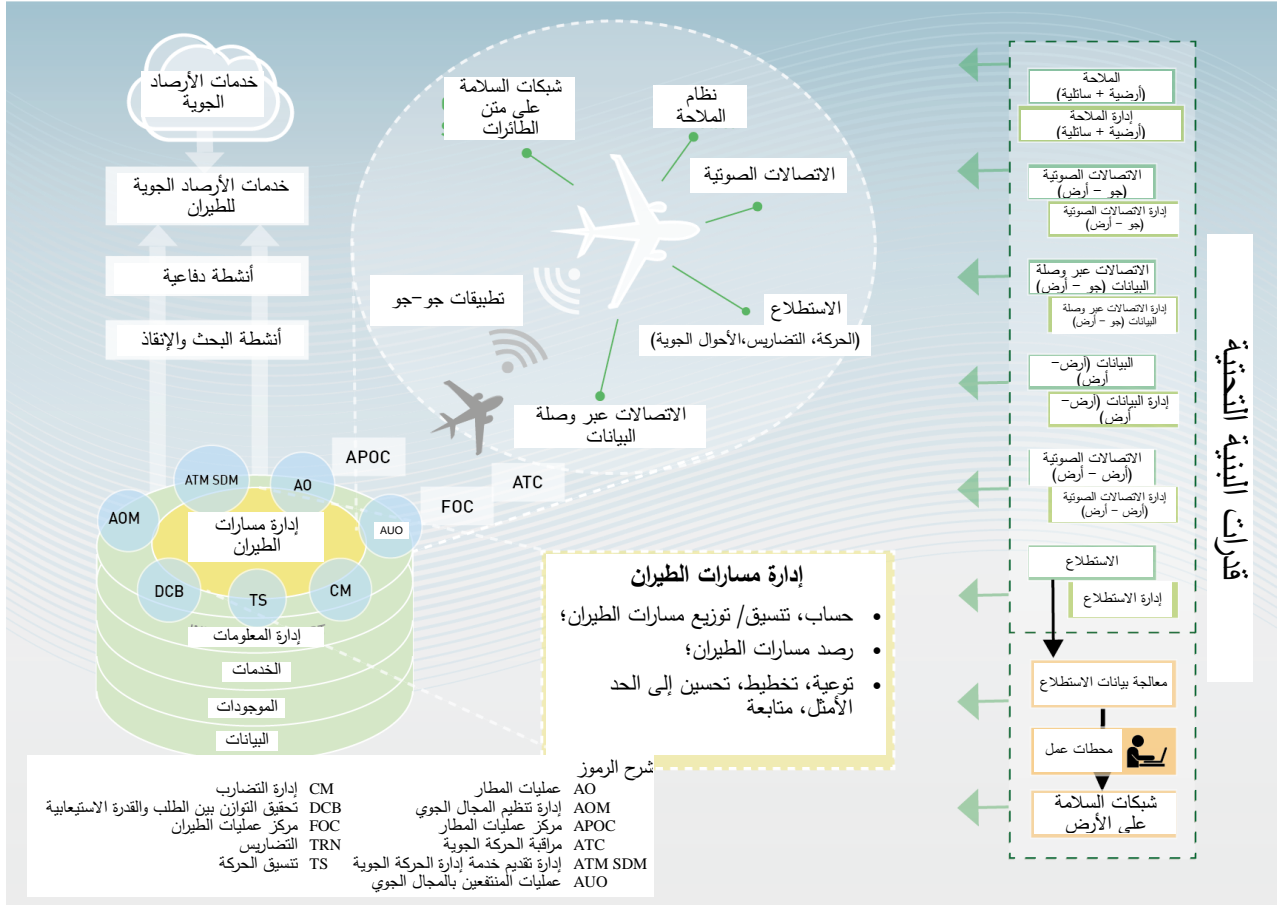 خدمات الأرصاد
الجوية
خدمات الأرصاد الجوية
للطيران
أنشطة دفاعية
أنشطة البحث والإنقاذ
شبكات السلامة
على متن
الطائرات
نظام
الملاحة
الاتصالات الصوتية
تطبيقات جو-جو
الاستطلاع
(الحركة، التضاريس،الأحوال الجوية)
الاتصالات عبر وصلة
البيانات
APOC
ATC
FOC
ATM SDM
AO
AOM
AUO
إدارة مسارات
الطيران
DCB
TS
CM
إدارة المعلومات
الخدمات
الموجودات
البيانات
إدارة مسارات الطيران
• حساب، تنسيق/ توزيع مسارات الطيران؛
• رصد مسارات الطيران؛
• توعية، تخطيط، تحسين إلى الحد
الأمثل، متابعة
قدرات البنية التحتية
الملاحة
(أرضية + ساتلية)
إدارة الملاحة
(أرضية + ساتلية)
الاتصالات الصوتية
(جو – أرض)
إدارة الاتصالات الصوتية
(جو – أرض)
الاتصالات عبر وصلة
البيانات (جو – أرض)
إدارة الاتصالات عبر وصلة
البيانات (جو – أرض)
البيانات (أرض–
أرض)
إدارة البيانات (أرض–
أرض)
الاتصالات الصوتية
(أرض – أرض)
إدارة الاتصالات الصوتية
(أرض – أرض)
الاستطلاع
إدارة الاستطلاع
معالجة بيانات الاستطلاع
محطات عمل
شبكات السلامة
على الأرض
شرح الرموز
AO عمليات المطار
AOM إدارة تنظيم المجال الجوي
APOC مركز عمليات المطار
ATC مراقبة الحركة الجوية
ATM SDM إدارة تقديم خدمة إدارة الحركة الجوية
AUO عمليات المنتفعين بالمجال الجوي
CM إدارة التضارب
DCB تحقيق التوازن بين الطلب والقدرة الاستيعابية
FOC مركز عمليات الطيران
TRN التضاريس
TS تنسيق الحركة